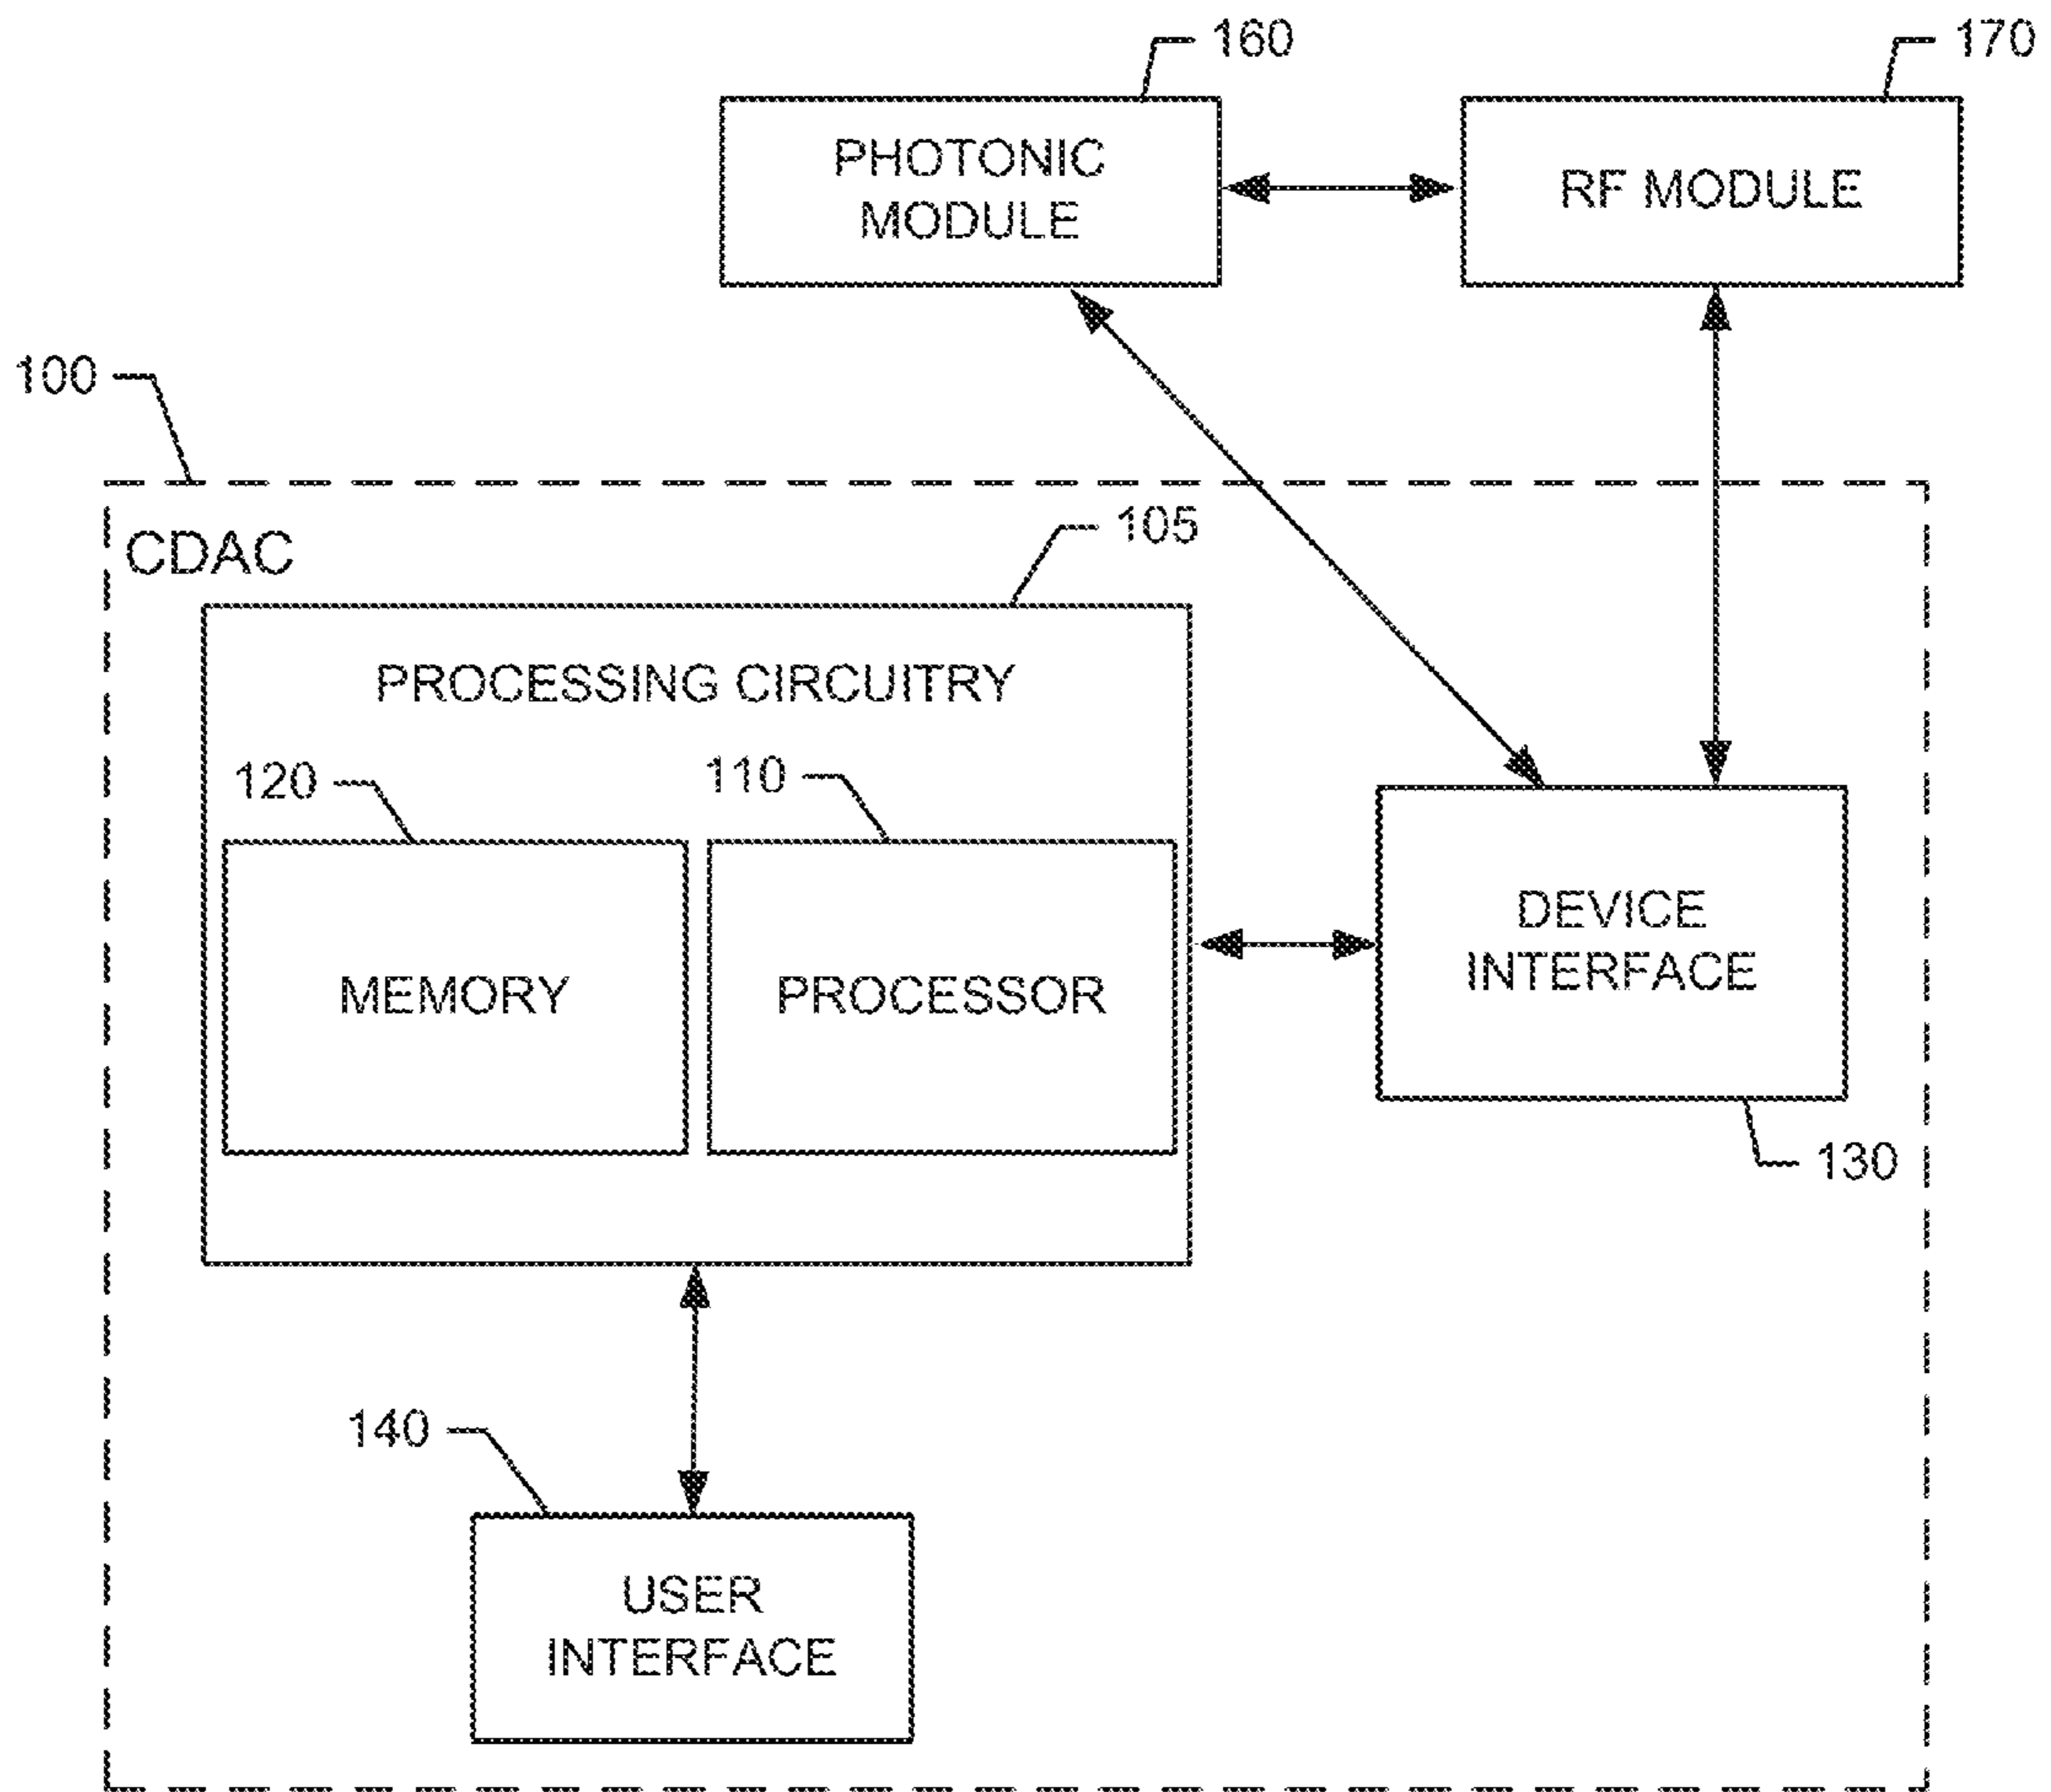 160
170
PHOTONIC
MODULE
RF MODULE
100
CDAC
105
PROCESSING CIRCUITRY
120
110
MEMORY
PROCESSOR
DEVICE
INTERFACE
130
140
USER
INTERFACE